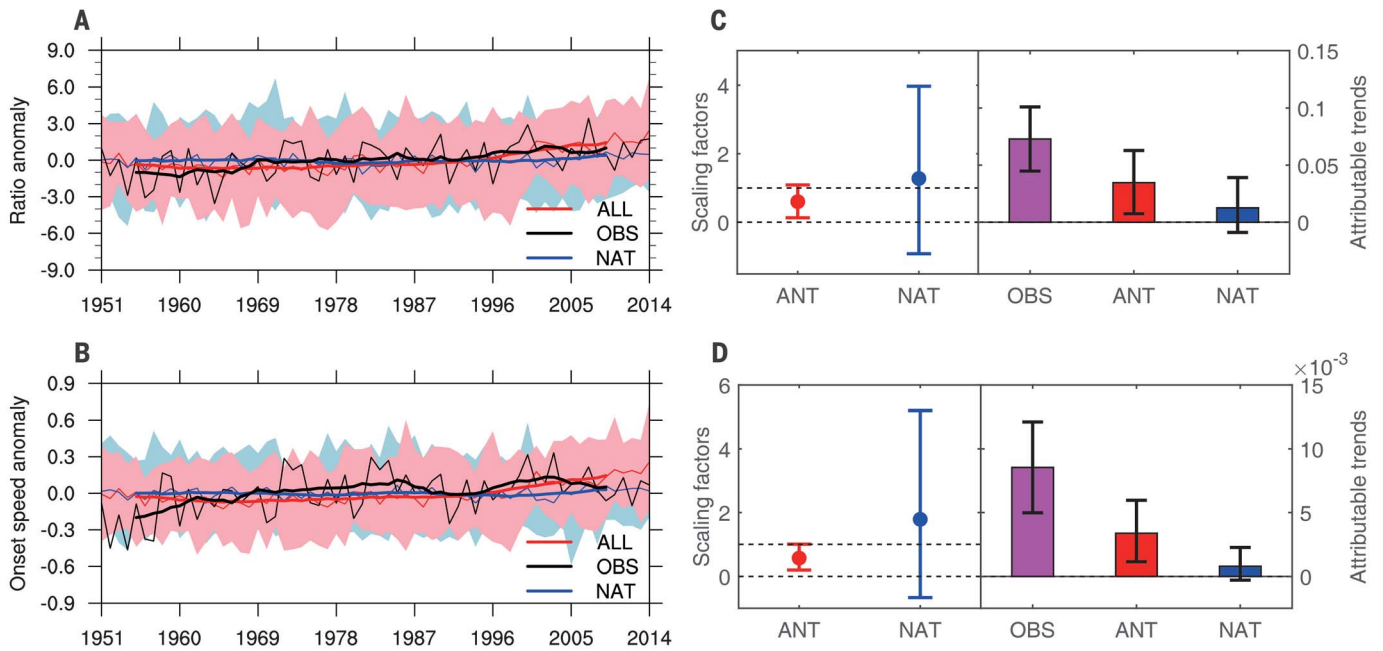 A
Ratio anomaly
9.0
6.0
3.0
0.0
-3.0
-6.0
-9.0
ALL
OBS
NAT
1951 1960 1969 1978 1987 1996 2005 2014
C
Scaling factors
4
2
0
ANT NAT OBS ANT NAT
0.15
0.1
0.05
0
Attributable trends
B
Onset speed anomaly
0.9
0.6
0.3
0.0
-0.3
-0.6
-0.9
ALL
OBS
NAT
1951 1960 1969 1978 1987 1996 2005 2014
D
Scaling factors
6
4
2
0
ANT NAT OBS ANT NAT
×10-3
15
10
5
0
Attributable trends